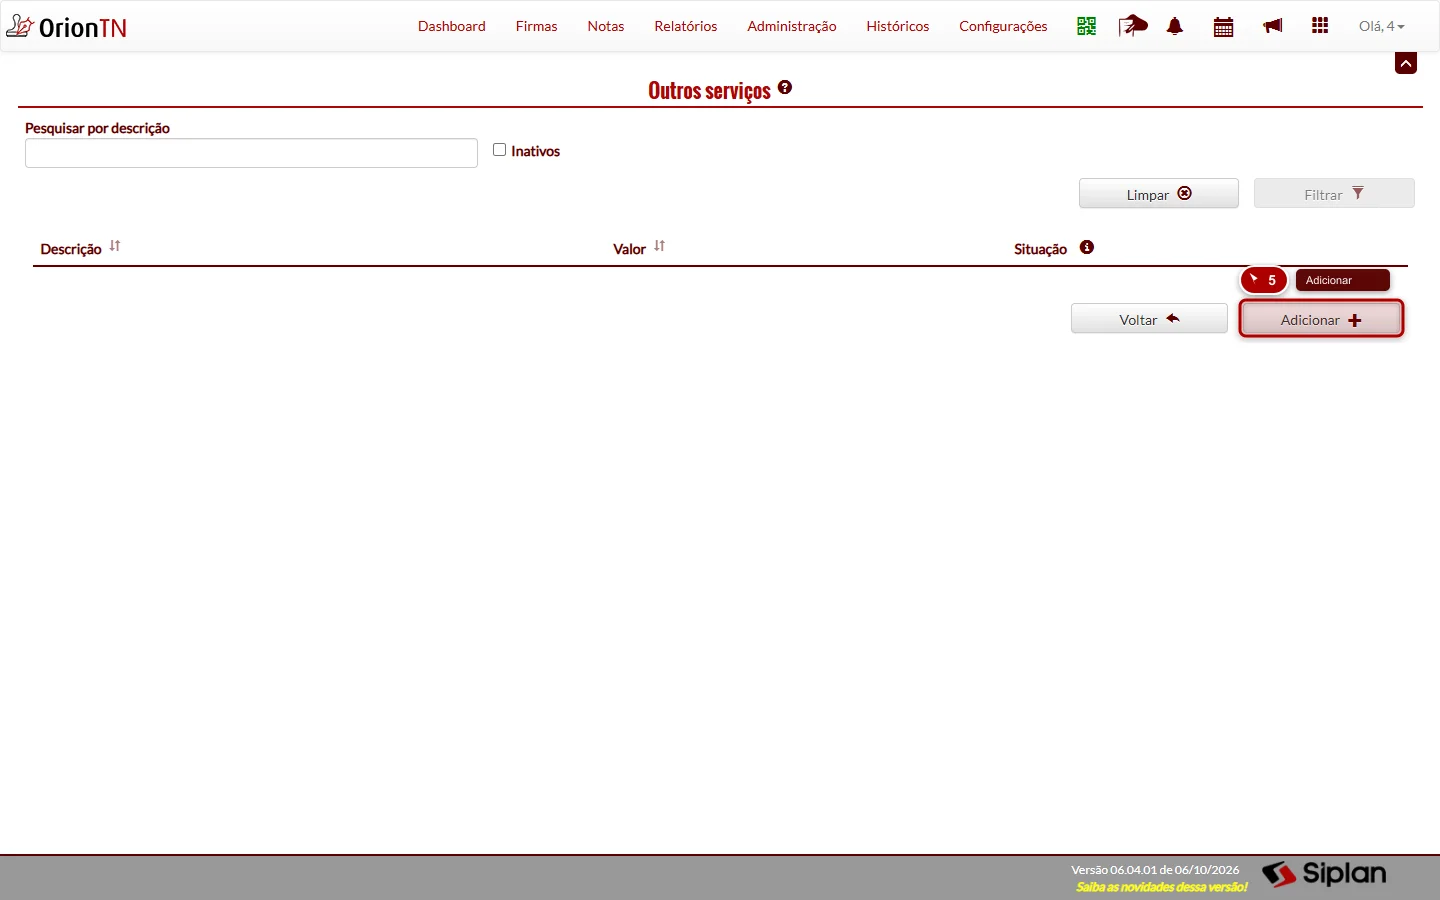 OrionTN
Dashboard Firmas Notas Relatórios Administração Históricos Configurações Olá, 4
Outros serviços
Pesquisar por descrição
Inativos
Limpar Filtrar
Descrição Valor Situação
5 Adicionar
Voltar Adicionar
Versão 06.04.01 de 06/10/2026
Saiba as novidades dessa versão!
Siplan